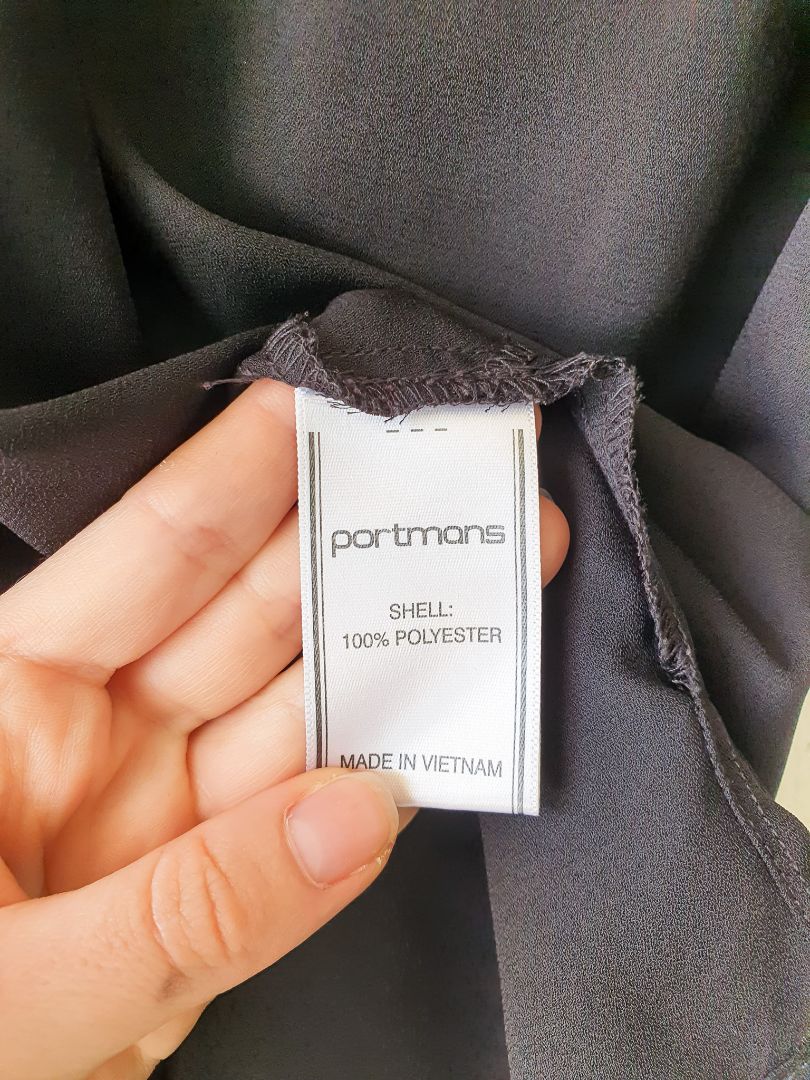 portmans
SHELL:
100% POLYESTER
MADE IN VIETNAM